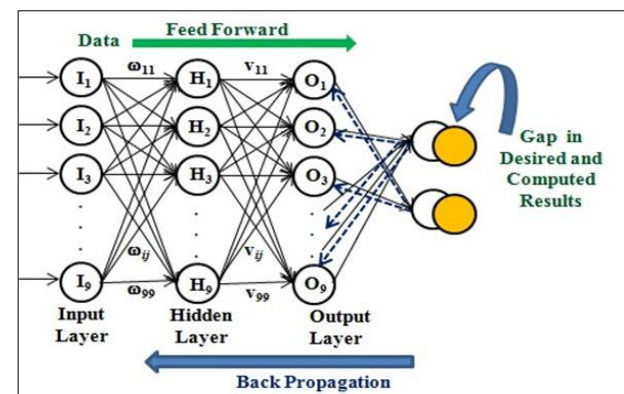 Data
Feed Forward
I1 ω11 H1 v11 O1
I2 H2 O2
I3 H3 O3
Gap in
Desired and
Computed
Results
. . . . .
. . . . .
. ωij . vij .
I9 ω99 H9 v99 O9
Input
Layer
Hidden
Layer
Output
Layer
Back Propagation